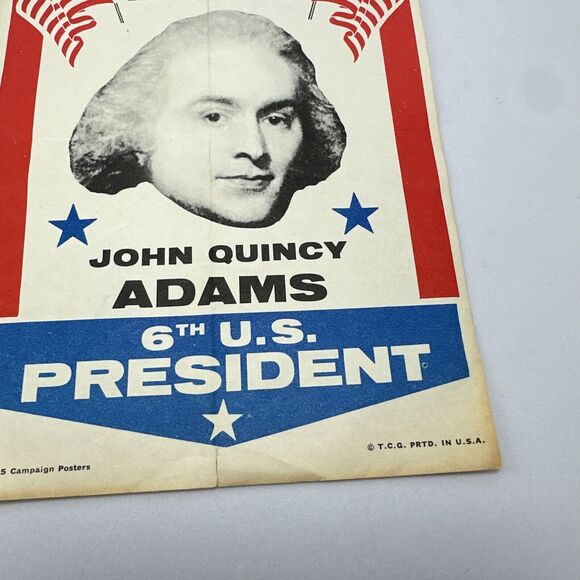 JOHN QUINCY
ADAMS
6TH U.S.
PRESIDENT
© T.C.G. PRTD. IN U.S.A.
5 Campaign Posters